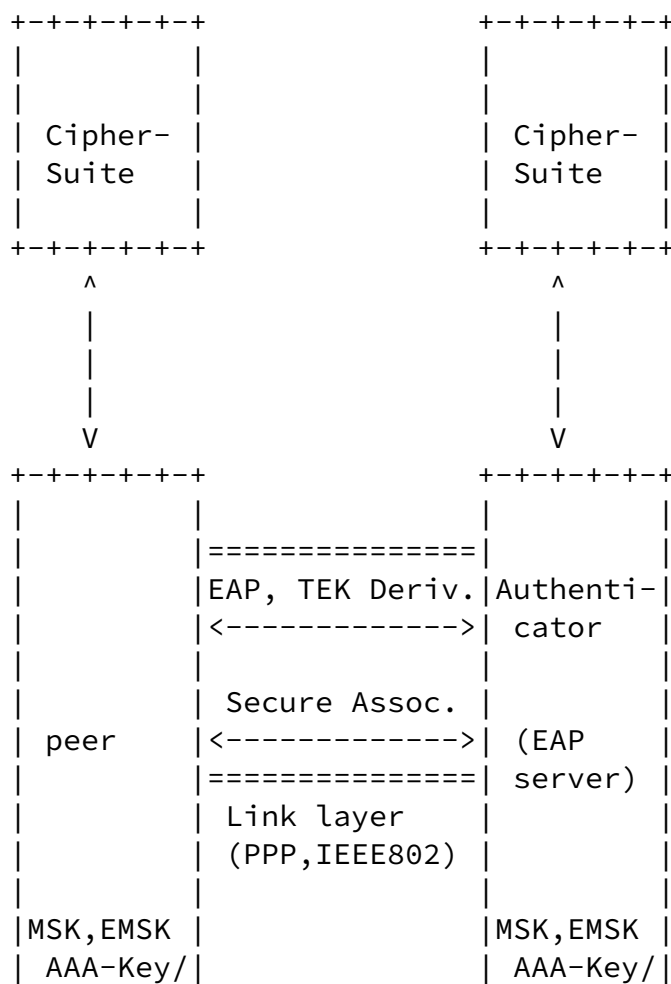 +-+-+-+-+               +-+-+-+-+
|         |               |         |
|         |               |         |
| Cipher- |               | Cipher- |
| Suite   |               | Suite   |
|         |               |         |
+-+-+-+-+               +-+-+-+-+
    ^                         ^
    |                         |
    |                         |
    |                         |
    V                         V
+-+-+-+-+               +-+-+-+-+
|         |               |         |
|         |===============|         |
|         |EAP, TEK Deriv.|Authenti-|
|         |<------------->| cator   |
|         |               |         |
|         | Secure Assoc. |         |
| peer    |<------------->| (EAP    |
|         |===============| server) |
|         | Link layer    |         |
|         | (PPP,IEEE802) |         |
|         |               |         |
|MSK,EMSK |               |MSK,EMSK |
| AAA-Key/|               | AAA-Key/|